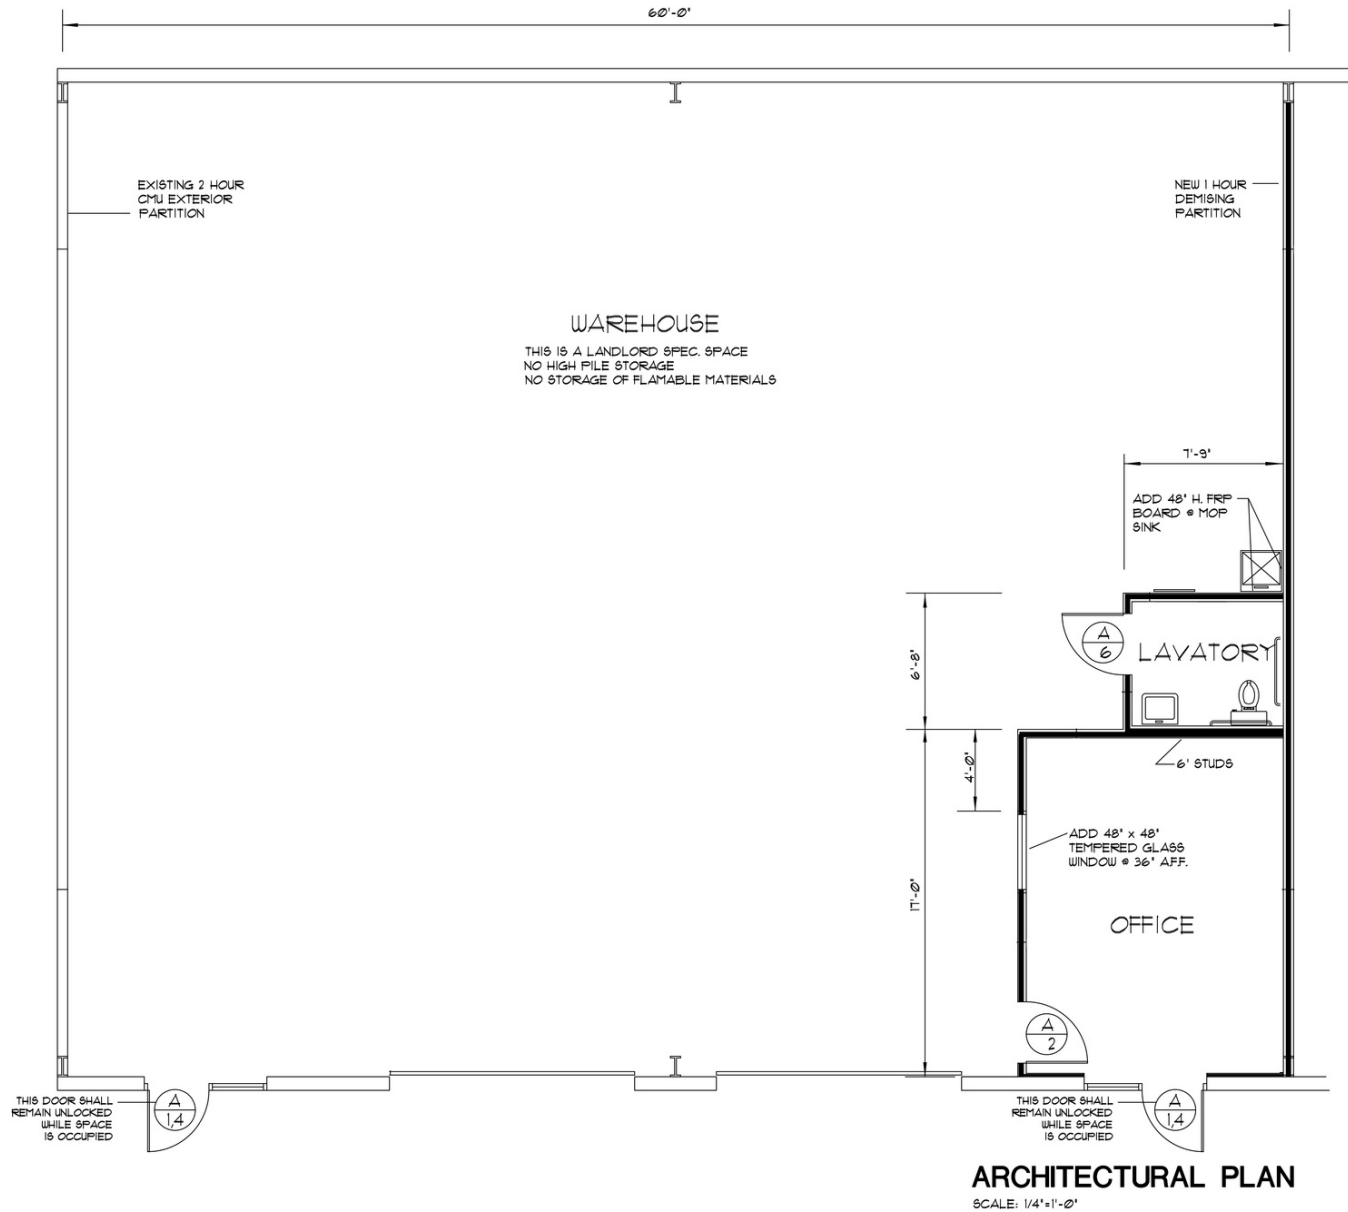 60'-0"
EXISTING 2 HOUR
CMU EXTERIOR
PARTITION
NEW 1 HOUR
DEMISING
PARTITION
WAREHOUSE
THIS IS A LANDLORD SPEC. SPACE
NO HIGH PILE STORAGE
NO STORAGE OF FLAMABLE MATERIALS
7'-9"
ADD 48" H. FRP
BOARD @ MOP
SINK
A
6
LAVATORY
6'-8"
6" STUDS
4'-0"
ADD 48" x 48"
TEMPERED GLASS
WINDOW @ 36" A.F.F.
17'-0"
OFFICE
A
2
THIS DOOR SHALL
REMAIN UNLOCKED
WHILE SPACE
IS OCCUPIED
A
1,4
THIS DOOR SHALL
REMAIN UNLOCKED
WHILE SPACE
IS OCCUPIED
A
1,4
ARCHITECTURAL PLAN
SCALE: 1/4"=1'-0"